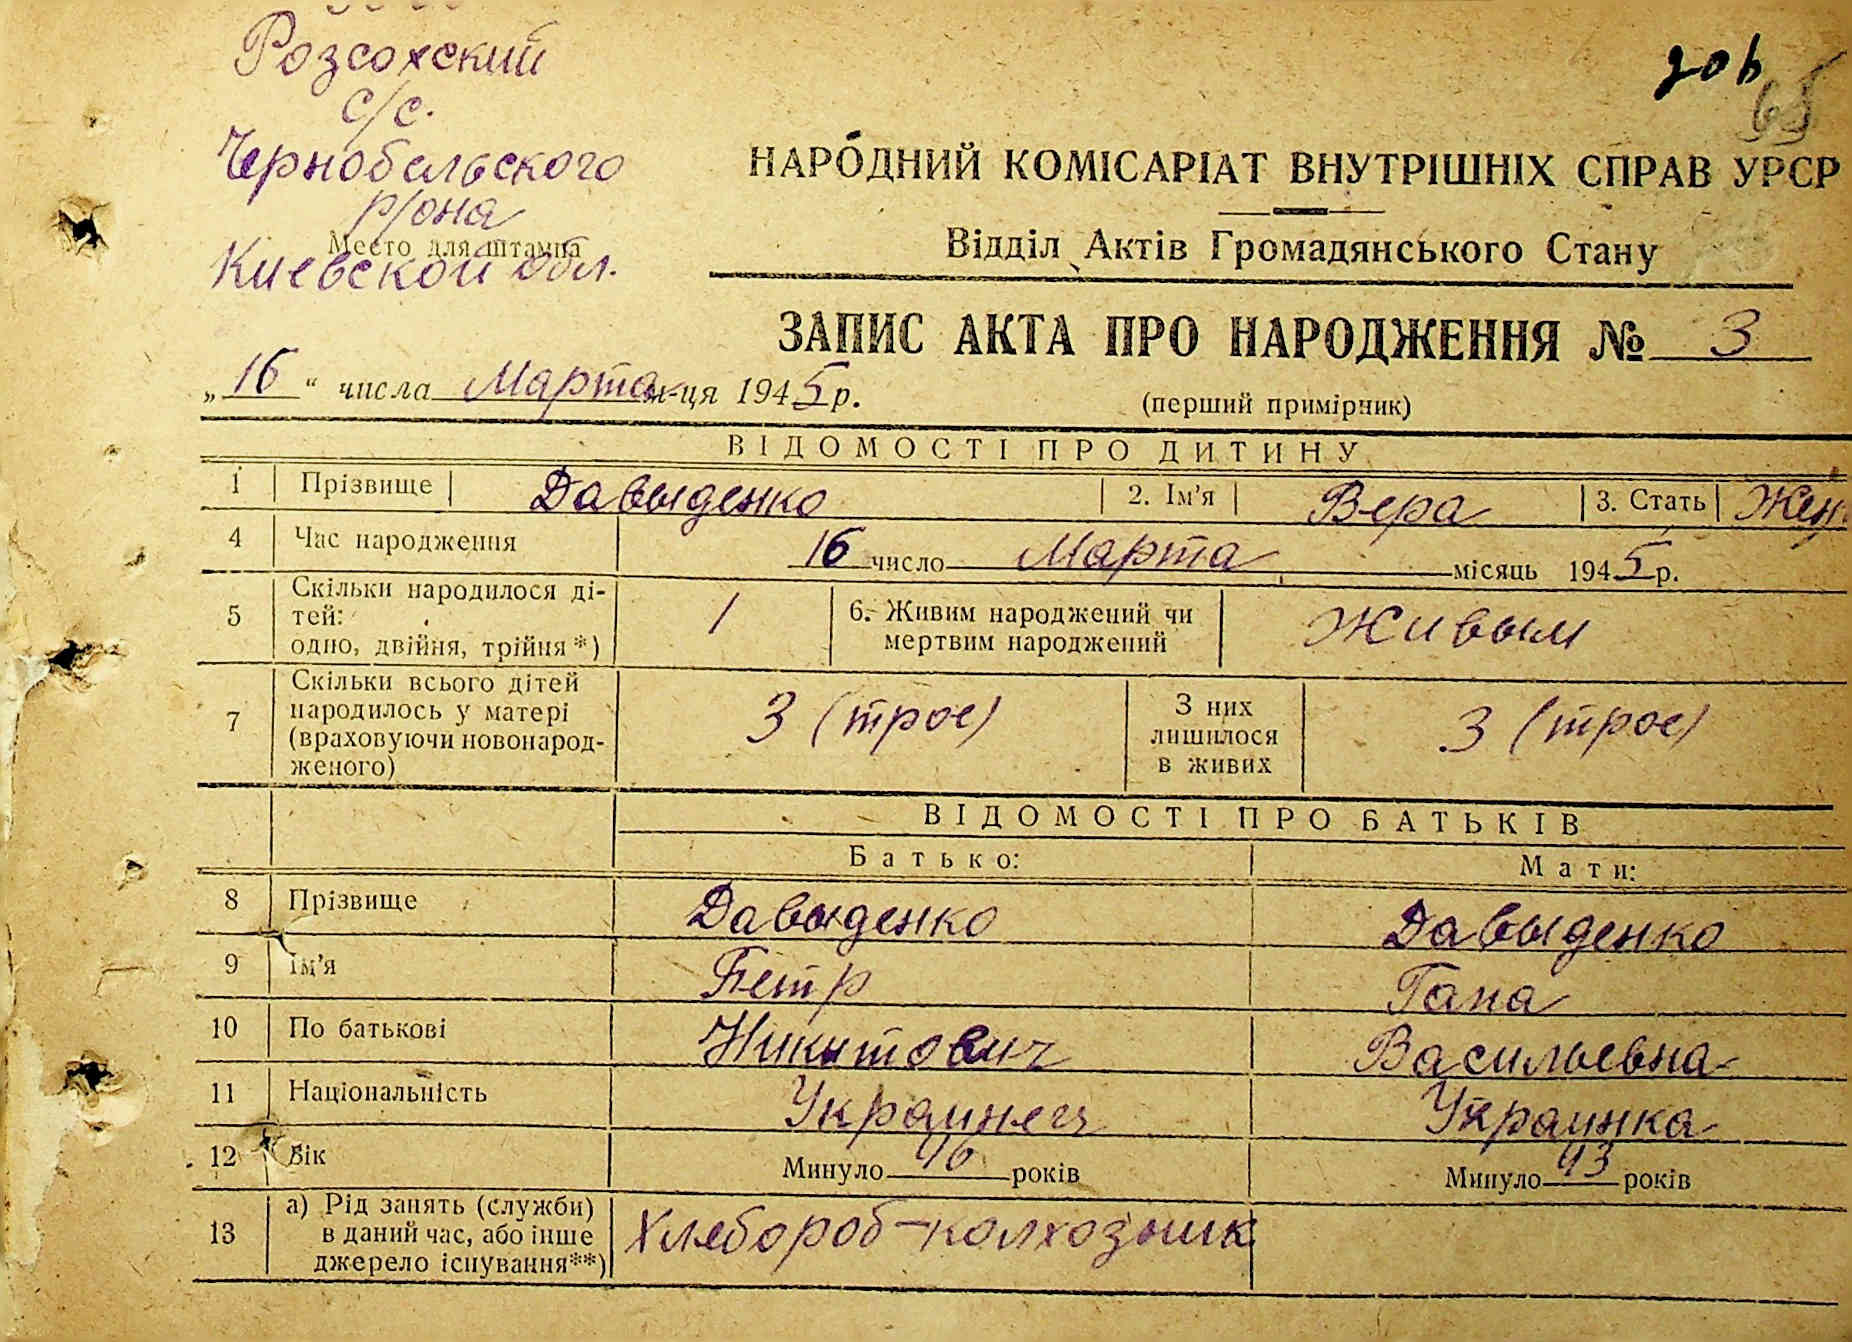 Розсохский
с/с.
Чернобыльского
р/она
Место для штампа
Киевской обл.
206
65
НАРОДНИЙ КОМІСАРІАТ ВНУТРІШНІХ СПРАВ УРСР
Відділ Актів Громадянського Стану
ЗАПИС АКТА ПРО НАРОДЖЕННЯ № 3
„ 16 “ числа Марта м-ця 1945 р.
(перший примірник)
ВІДОМОСТІ ПРО ДИТИНУ
1 Прізвище Давыденко 2. Ім’я Вера 3. Стать Жен
4 Час народження 16 число Марта місяць 1945 р.
5 Скільки народилося ді-
тей:
одно, двійня, трійня *) 1 6. Живим народжений чи
мертвим народжений Живым
7 Скільки всього дітей
народилось у матері
(враховуючи новонарод-
женого) 3 (трое) З них
лишилося
в живих 3 (трое)
ВІДОМОСТІ ПРО БАТЬКІВ
Батько: Мати:
8 Прізвище Давыденко Давыденко
9 Ім’я Петр Гана
10 По батькові Никитович Васильевна
11 Національність Украинец Украинка
12 Вік Минуло 46 років Минуло 43 років
13 а) Рід занять (служби)
в даний час, або інше
джерело існування**) Хлебороб-колхозник